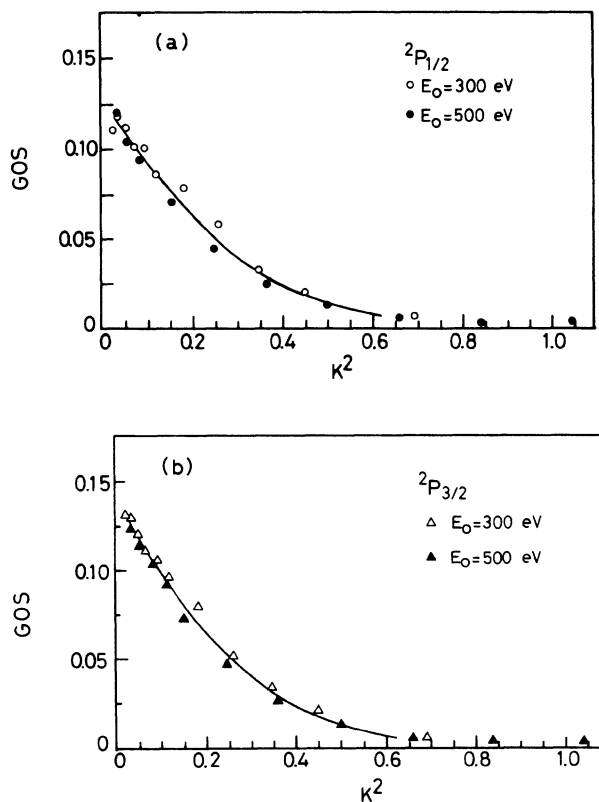 (a)
²P₁/₂
○ E₀=300 eV
● E₀=500 eV
0.15
0.10
0.05
0
GOS
0 0.2 0.4 0.6 0.8 1.0
K²
(b)
²P₃/₂
△ E₀=300 eV
▲ E₀=500 eV
0.15
0.10
0.05
0
GOS
0 0.2 0.4 0.6 0.8 1.0
K²